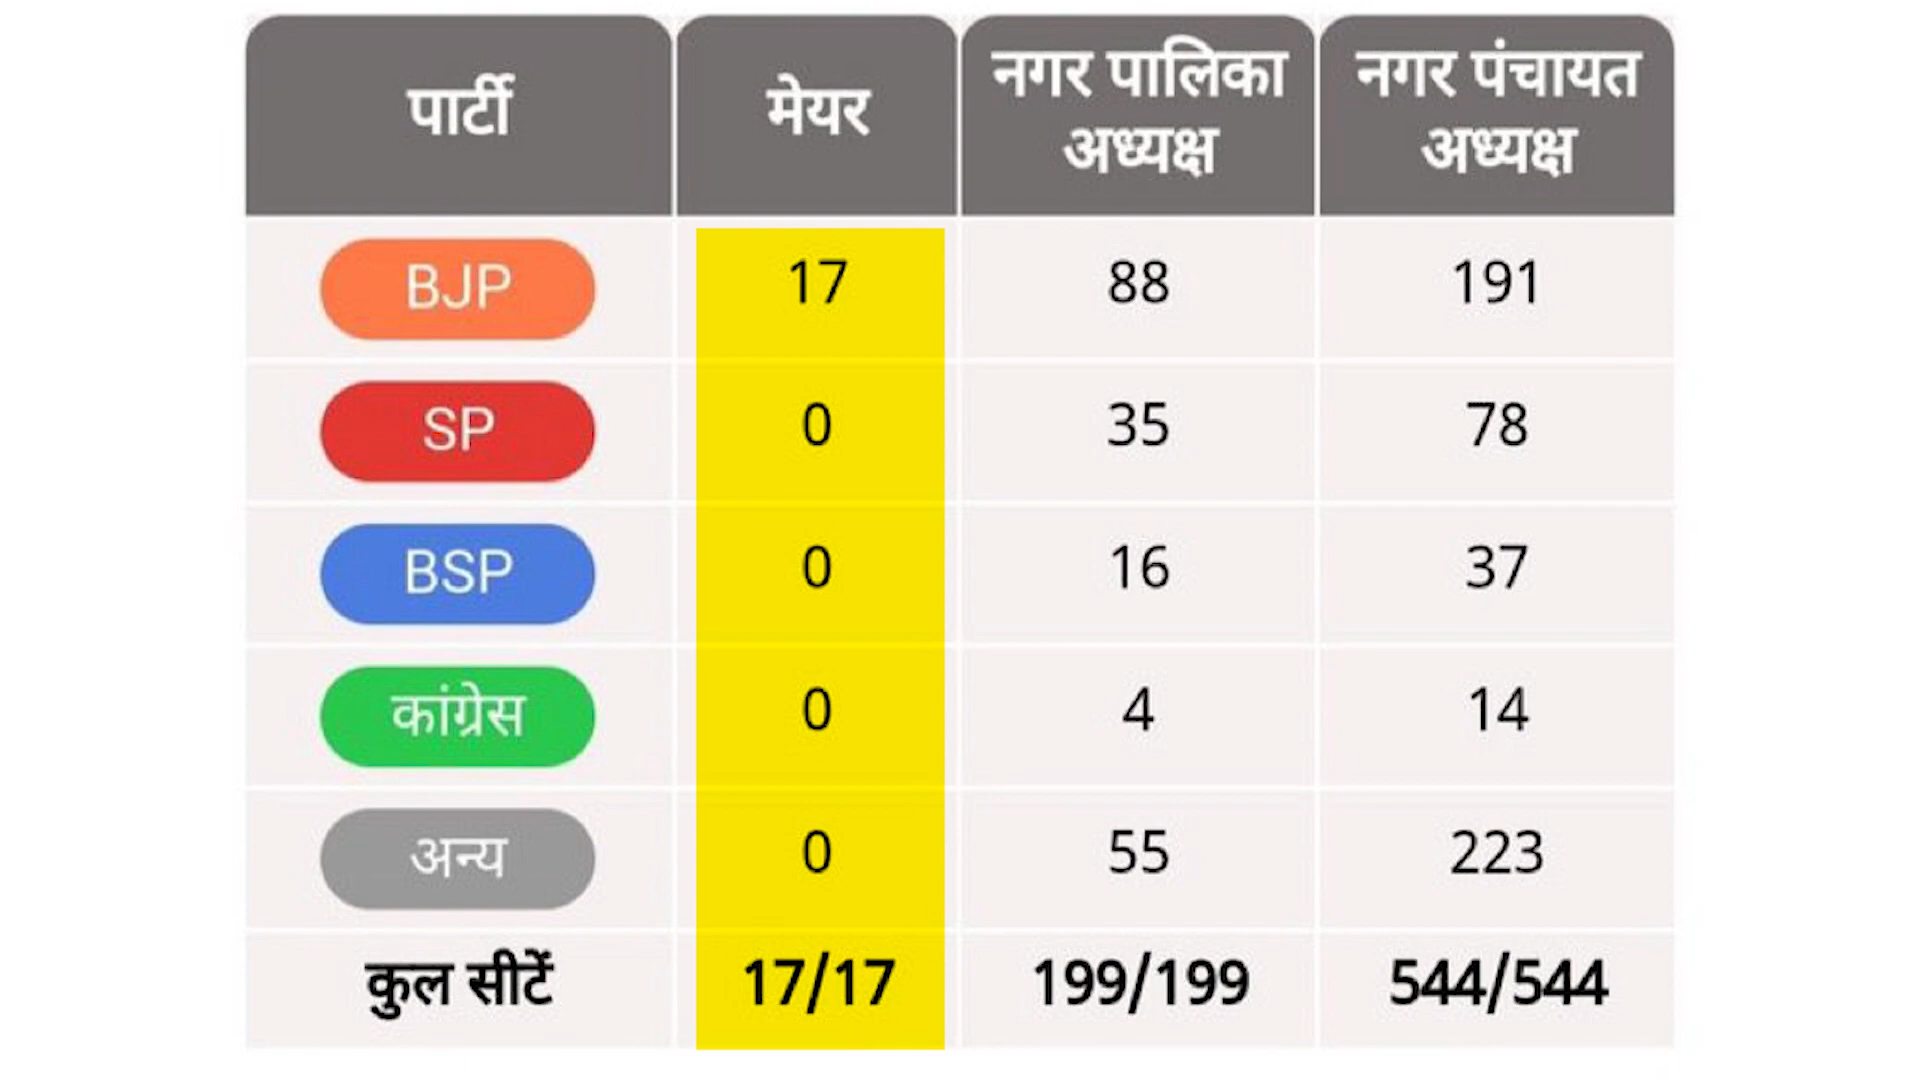 पार्टी मेयर नगर पालिका अध्यक्ष नगर पंचायत अध्यक्ष
BJP 17 88 191
SP 0 35 78
BSP 0 16 37
कांग्रेस 0 4 14
अन्य 0 55 223
कुल सीटें 17/17 199/199 544/544